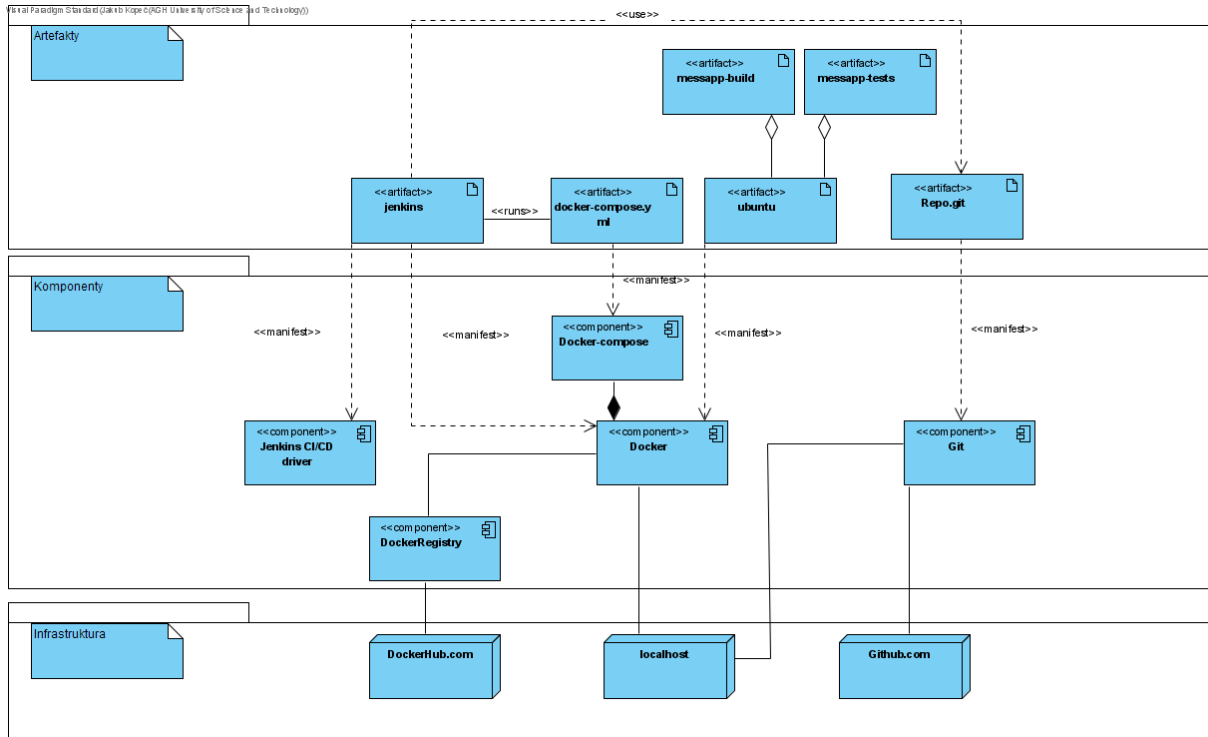 Visual Paradigm Standard(Jakub Kopeć(AGH University of Science and Technology))
<<use>>
Artefakty
<<artifact>>
messapp-build
<<artifact>>
messapp-tests
<<artifact>>
jenkins
<<runs>>
<<artifact>>
docker-compose.y
ml
<<artifact>>
ubuntu
<<artifact>>
Repo.git
Komponenty
<<manifest>>
<<manifest>>
<<manifest>>
<<manifest>>
<<manifest>>
<<component>>
Docker-compose
<<component>>
Jenkins CI/CD
driver
<<component>>
Docker
<<component>>
Git
<<component>>
DockerRegistry
Infrastruktura
DockerHub.com
localhost
Github.com